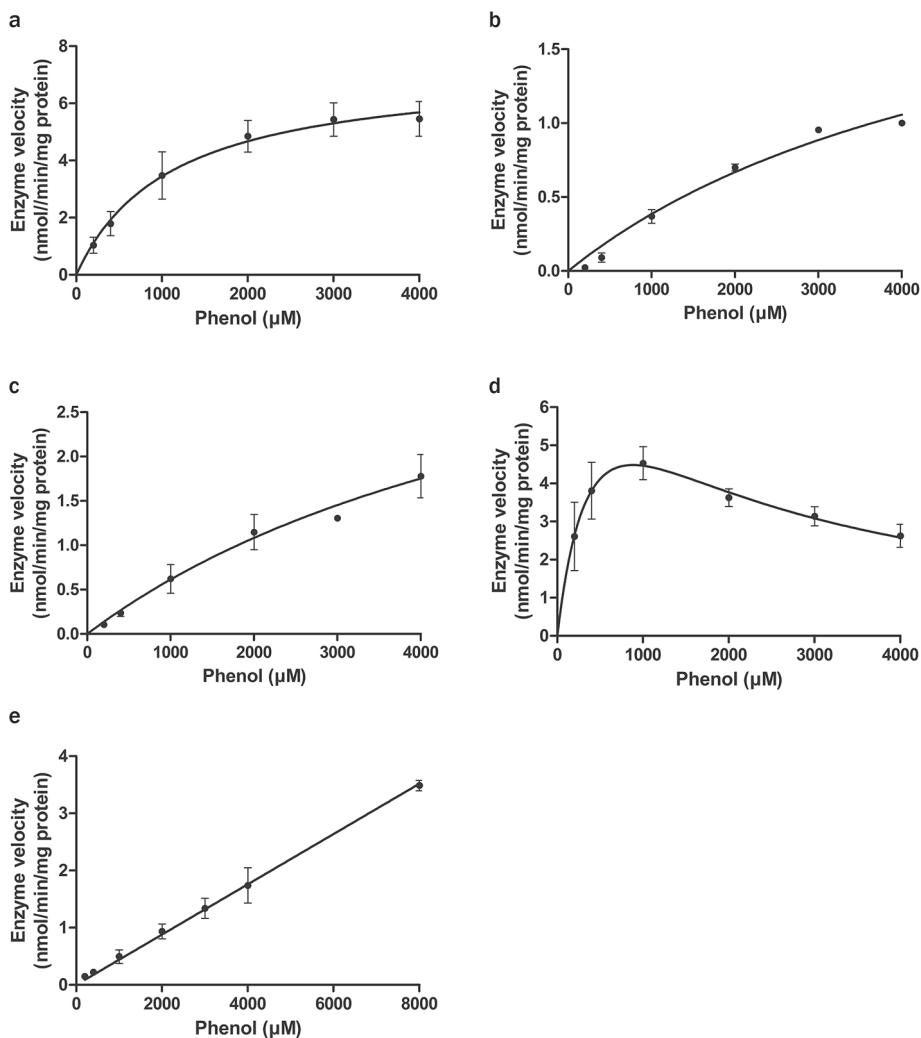 a
Enzyme velocity
(nmol//min/mg protein)
8
6
4
2
0
0 1000 2000 3000 4000
Phenol (µM)
b
Enzyme velocity
(nmol/min/mg protein)
1.5
1.0
0.5
0.0
0 1000 2000 3000 4000
Phenol (µM)
c
Enzyme velocity
(nmol/min/mg protein)
2.5
2.0
1.5
1.0
0.5
0.0
0 1000 2000 3000 4000
Phenol (µM)
d
Enzyme velocity
(nmol/min/mg protein)
6
5
4
3
2
1
0
0 1000 2000 3000 4000
Phenol (µM)
e
Enzyme velocity
(nmol/min/mg protein)
4
3
2
1
0
0 2000 4000 6000 8000
Phenol (µM)